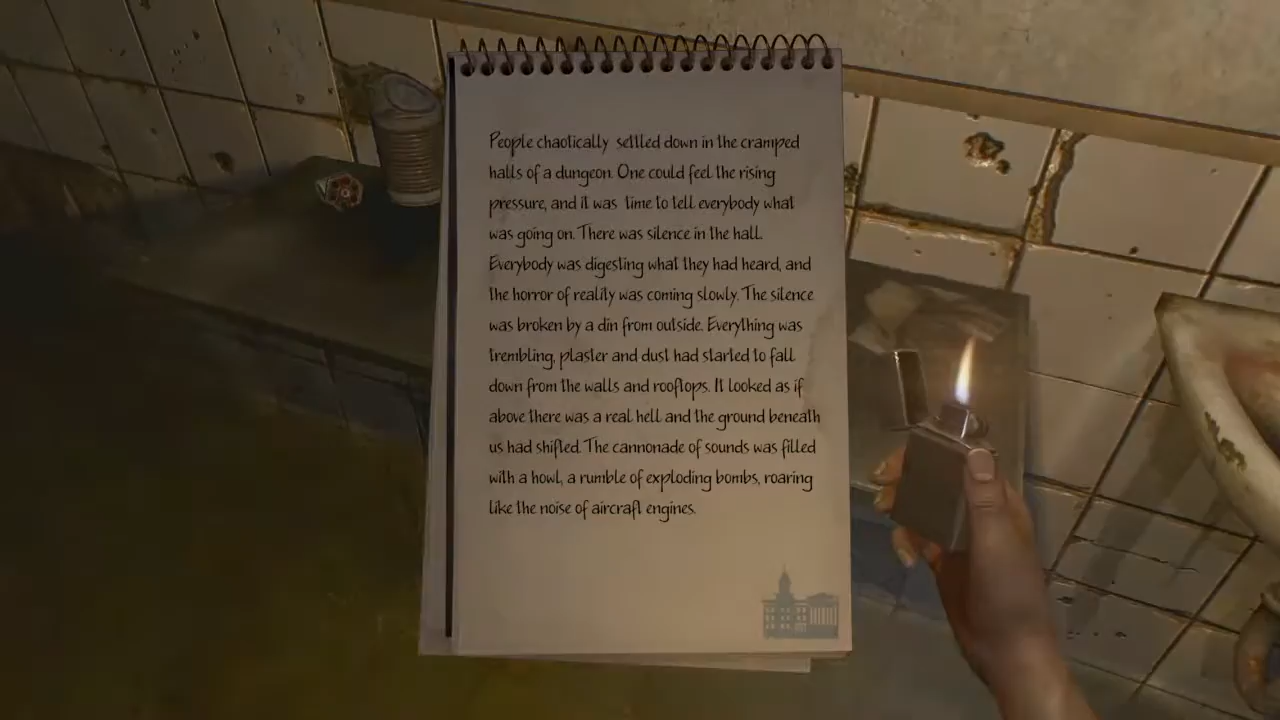 People chaotically settled down in the cramped
halls of a dungeon. One could feel the rising
pressure, and it was time to tell everybody what
was going on. There was silence in the hall.
Everybody was digesting what they had heard, and
the horror of reality was coming slowly. The silence
was broken by a din from outside. Everything was
trembling, plaster and dust had started to fall
down from the walls and rooftops. It looked as if
above there was a real hell and the ground beneath
us had shifted. The cannonade of sounds was filled
with a howl, a rumble of exploding bombs, roaring
like the noise of aircraft engines.